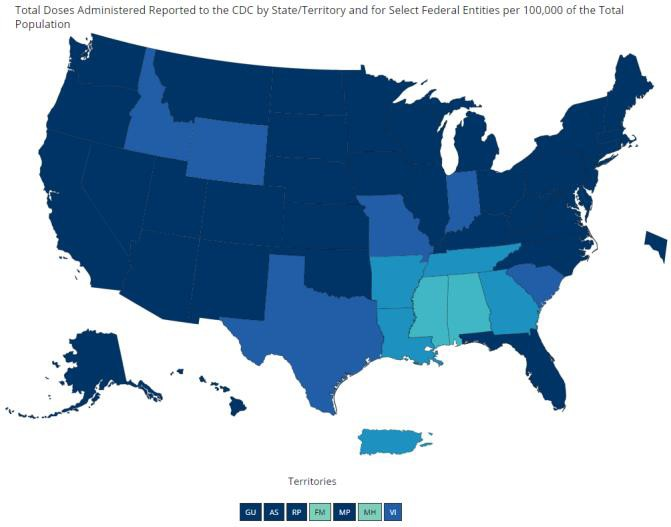 Total Doses Administered Reported to the CDC by State/Territory and for Select Federal Entities per 100,000 of the Total
Population
Territories
GU AS RP FM MP MH VI